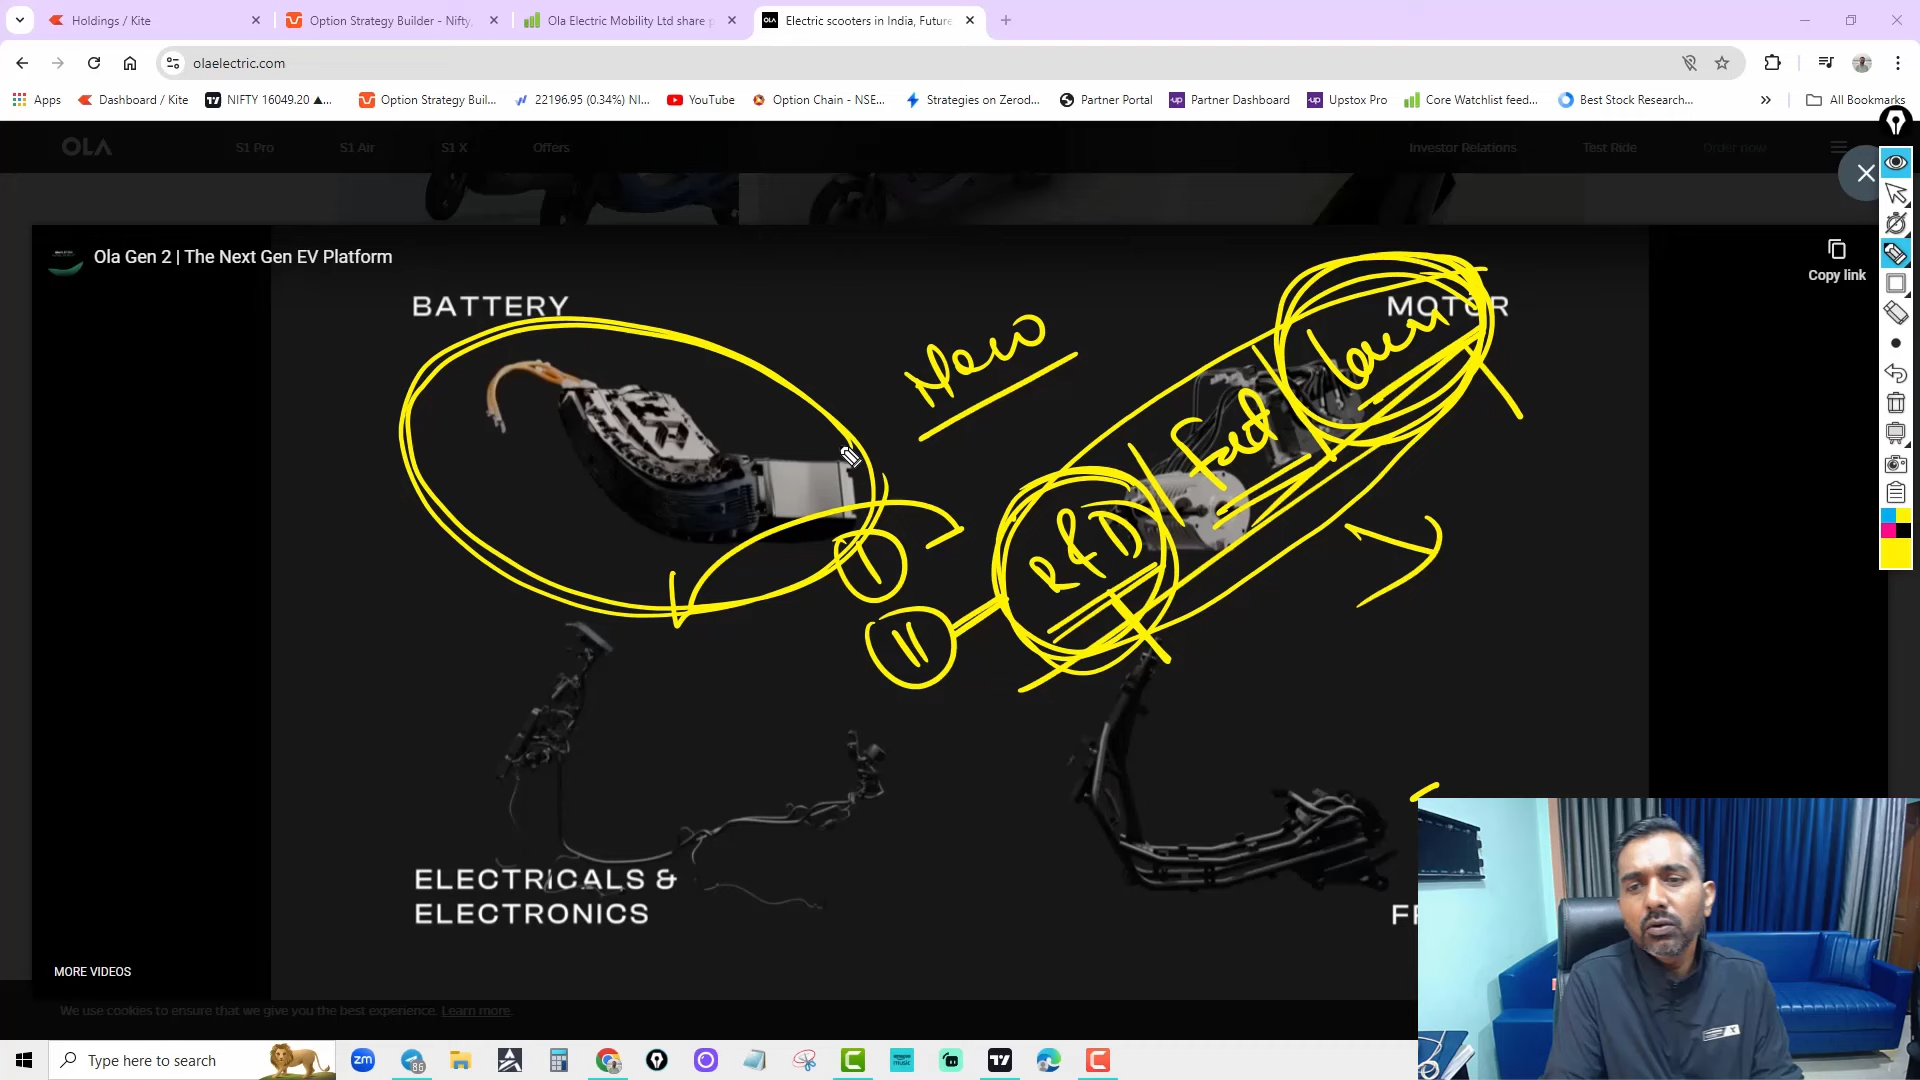 Holdings / Kite
Option Strategy Builder - Nifty,
Ola Electric Mobility Ltd share p
Electric scooters in India, Future
olaelectric.com
Apps
Dashboard / Kite
NIFTY 16049.20 ▲...
Option Strategy Buil...
22196.95 (0.34%) NI...
YouTube
Option Chain - NSE...
Strategies on Zerod...
Partner Portal
Partner Dashboard
Upstox Pro
Core Watchlist feed...
Best Stock Research...
All Bookmarks
OLA
S1 Pro
S1 Air
S1 X
Offers
Investor Relations
Test Ride
Order now
Ola Gen 2 | The Next Gen EV Platform
Copy link
BATTERY
MOTOR
New
R&D
I
II
ELECTRICALS &
ELECTRONICS
MORE VIDEOS
We use cookies to ensure that we give you the best experience. Learn more.
Type here to search
zm
86